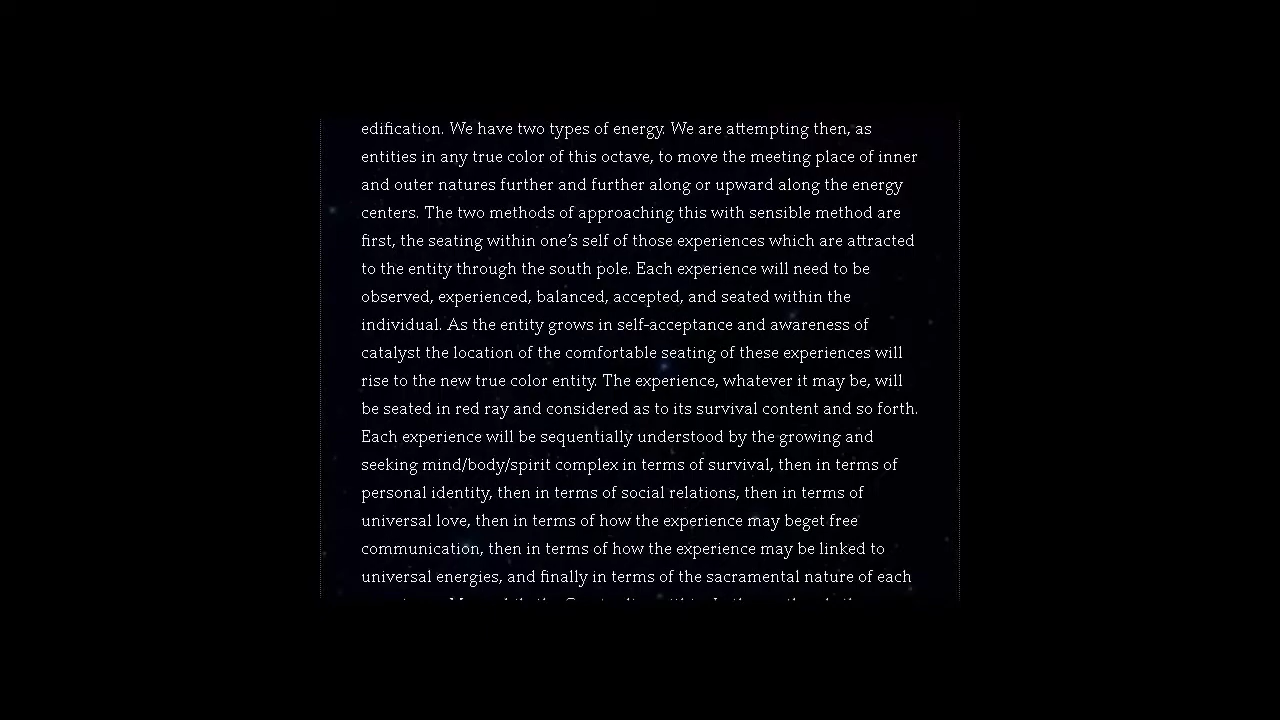 edification. We have two types of energy. We are attempting then, as
entities in any true color of this octave, to move the meeting place of inner
and outer natures further and further along or upward along the energy
centers. The two methods of approaching this with sensible method are
first, the seating within one’s self of those experiences which are attracted
to the entity through the south pole. Each experience will need to be
observed, experienced, balanced, accepted, and seated within the
individual. As the entity grows in self-acceptance and awareness of
catalyst the location of the comfortable seating of these experiences will
rise to the new true color entity. The experience, whatever it may be, will
be seated in red ray and considered as to its survival content and so forth.
Each experience will be sequentially understood by the growing and
seeking mind/body/spirit complex in terms of survival, then in terms of
personal identity, then in terms of social relations, then in terms of
universal love, then in terms of how the experience may beget free
communication, then in terms of how the experience may be linked to
universal energies, and finally in terms of the sacramental nature of each